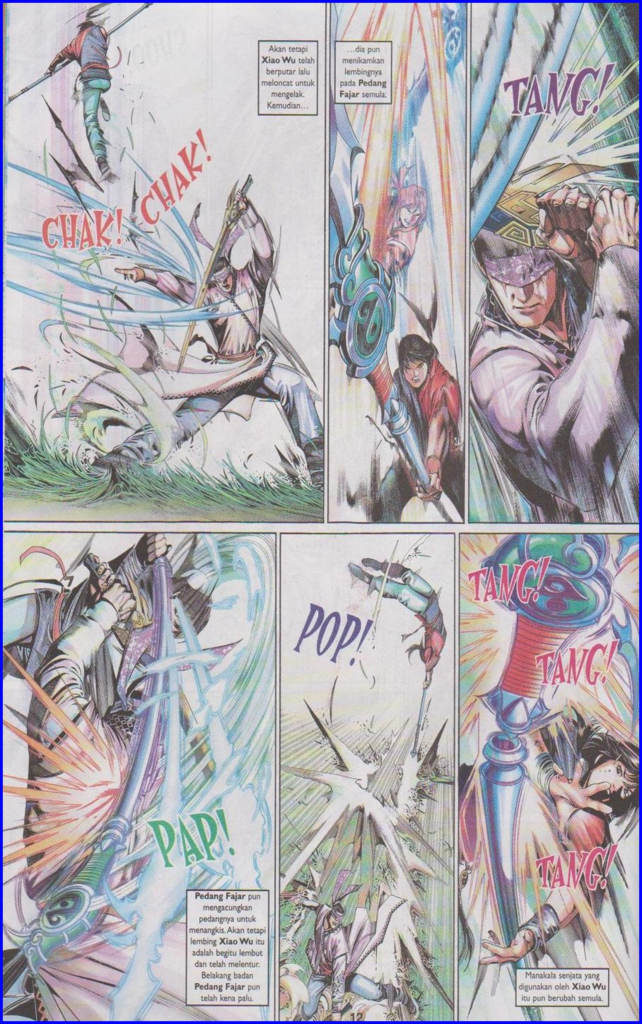 Akan tetapi
Xiao Wu telah
berputar lalu
meloncat untuk
mengelak.
Kemudian...
...dia pun
menikamkan
lembingnya
pada Pedang
Fajar semula.
TANG!
CHAK! CHAK!
TANG!
POP!
TANG!
PAP!
TANG!
Pedang Fajar pun
mengacungkan
pedangnya untuk
menangkis. Akan tetapi
lembing Xiao Wu itu
adalah begitu lembut
dan telah melentur.
Belakang badan
Pedang Fajar pun
telah kena palu.
Manakala senjata yang
digunakan oleh Xiao Wu
itu pun berubah semula.
12